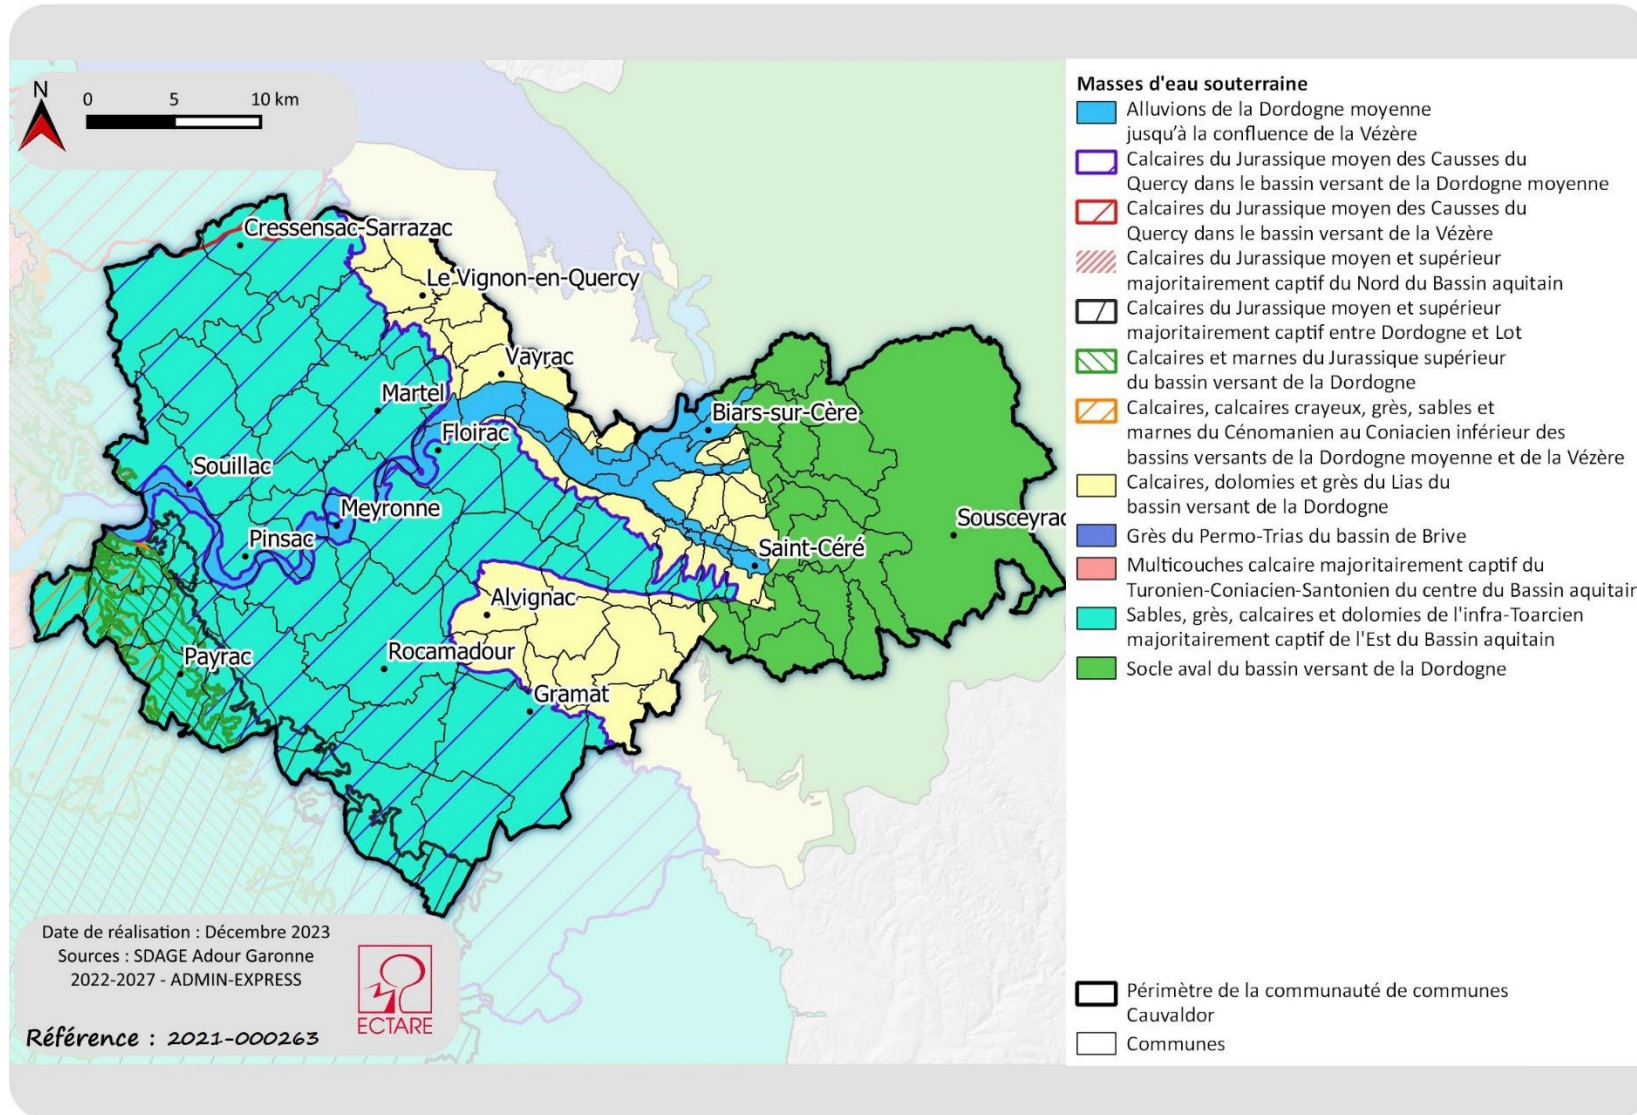 N
0 5 10 km
Cressensac-Sarrazac
Le Vignon-en-Quercy
Vayrac
Martel
Biars-sur-Cère
Floirac
Souillac
Meyronne
Sousceyrac
Pinsac
Saint-Céré
Alvignac
Payrac
Rocamadour
Gramat
Date de réalisation : Décembre 2023
Sources : SDAGE Adour Garonne
2022-2027 - ADMIN-EXPRESS
ECTARE
Référence : 2021-000263
Masses d'eau souterraine
Alluvions de la Dordogne moyenne
jusqu'à la confluence de la Vézère
Calcaires du Jurassique moyen des Causses du
Quercy dans le bassin versant de la Dordogne moyenne
Calcaires du Jurassique moyen des Causses du
Quercy dans le bassin versant de la Vézère
Calcaires du Jurassique moyen et supérieur
majoritairement captif du Nord du Bassin aquitain
Calcaires du Jurassique moyen et supérieur
majoritairement captif entre Dordogne et Lot
Calcaires et marnes du Jurassique supérieur
du bassin versant de la Dordogne
Calcaires, calcaires crayeux, grès, sables et
marnes du Cénomanien au Coniacien inférieur des
bassins versants de la Dordogne moyenne et de la Vézère
Calcaires, dolomies et grès du Lias du
bassin versant de la Dordogne
Grès du Permo-Trias du bassin de Brive
Multicouches calcaire majoritairement captif du
Turonien-Coniacien-Santonien du centre du Bassin aquitain
Sables, grès, calcaires et dolomies de l'infra-Toarcien
majoritairement captif de l'Est du Bassin aquitain
Socle aval du bassin versant de la Dordogne
Périmètre de la communauté de communes
Cauvaldor
Communes